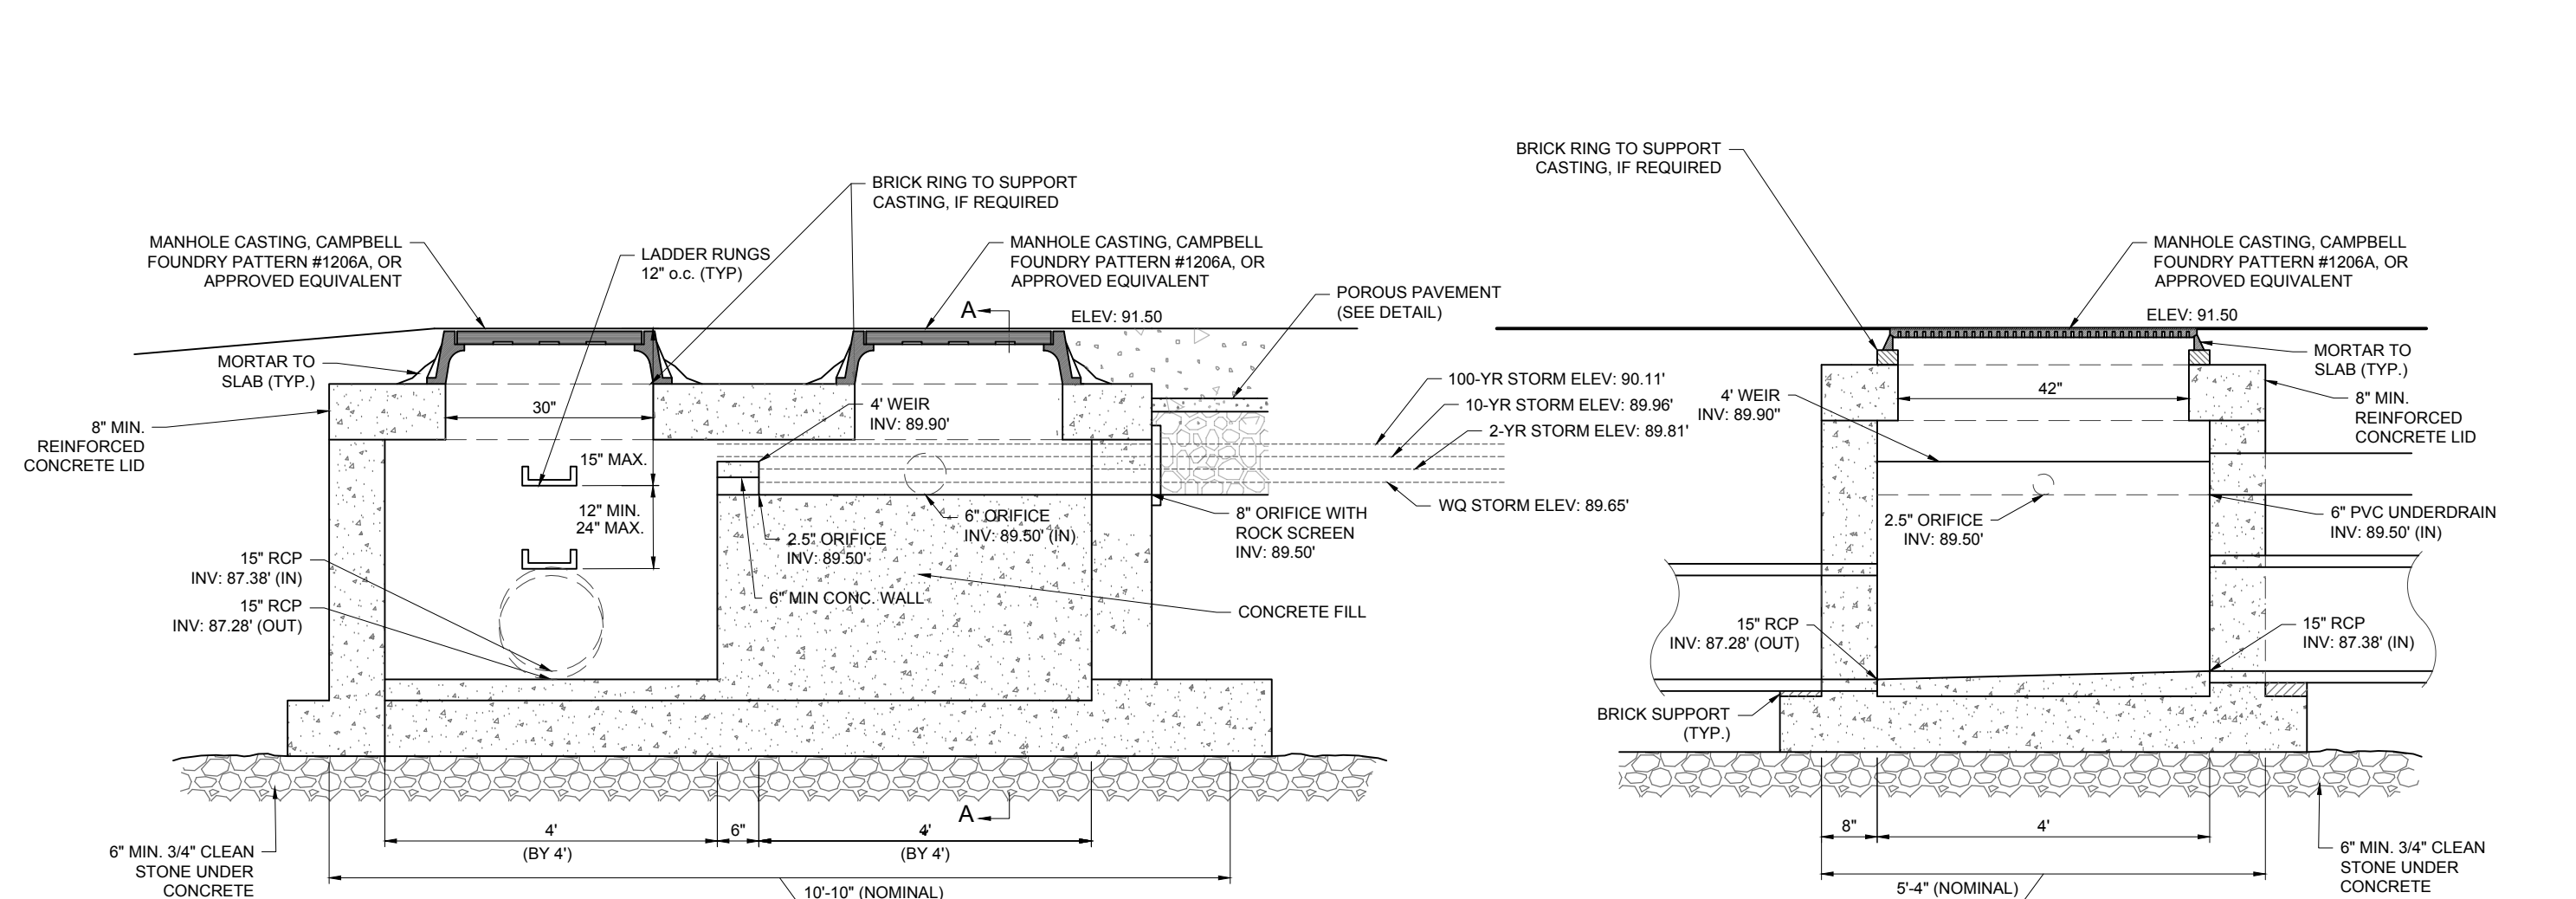 BRICK RING TO SUPPORT
CASTING, IF REQUIRED
MANHOLE CASTING, CAMPBELL
FOUNDRY PATTERN #1206A, OR
APPROVED EQUIVALENT
LADDER RUNGS
12" o.c. (TYP)
MANHOLE CASTING, CAMPBELL
FOUNDRY PATTERN #1206A, OR
APPROVED EQUIVALENT
A
ELEV: 91.50
POROUS PAVEMENT
(SEE DETAIL)
MORTAR TO
SLAB (TYP.)
8" MIN.
REINFORCED
CONCRETE LID
30"
15" MAX.
12" MIN.
24" MAX.
4' WEIR
INV: 89.90'
100-YR STORM ELEV: 90.11'
10-YR STORM ELEV: 89.96'
2-YR STORM ELEV: 89.81'
WQ STORM ELEV: 89.65'
8" ORIFICE WITH
ROCK SCREEN
INV: 89.50'
6" ORIFICE
INV: 89.50' (IN)
2.5" ORIFICE
INV: 89.50'
6" MIN CONC. WALL
CONCRETE FILL
15" RCP
INV: 87.38' (IN)
15" RCP
INV: 87.28' (OUT)
A
4'
(BY 4')
6"
4'
(BY 4')
10'-10" (NOMINAL)
6" MIN. 3/4" CLEAN
STONE UNDER
CONCRETE
BRICK RING TO SUPPORT
CASTING, IF REQUIRED
MANHOLE CASTING, CAMPBELL
FOUNDRY PATTERN #1206A, OR
APPROVED EQUIVALENT
ELEV: 91.50
MORTAR TO
SLAB (TYP.)
42"
4' WEIR
INV: 89.90"
8" MIN.
REINFORCED
CONCRETE LID
2.5" ORIFICE
INV: 89.50'
6" PVC UNDERDRAIN
INV: 89.50' (IN)
15" RCP
INV: 87.28' (OUT)
15" RCP
INV: 87.38' (IN)
BRICK SUPPORT
(TYP.)
8"
4'
5'-4" (NOMINAL)
6" MIN. 3/4" CLEAN
STONE UNDER
CONCRETE